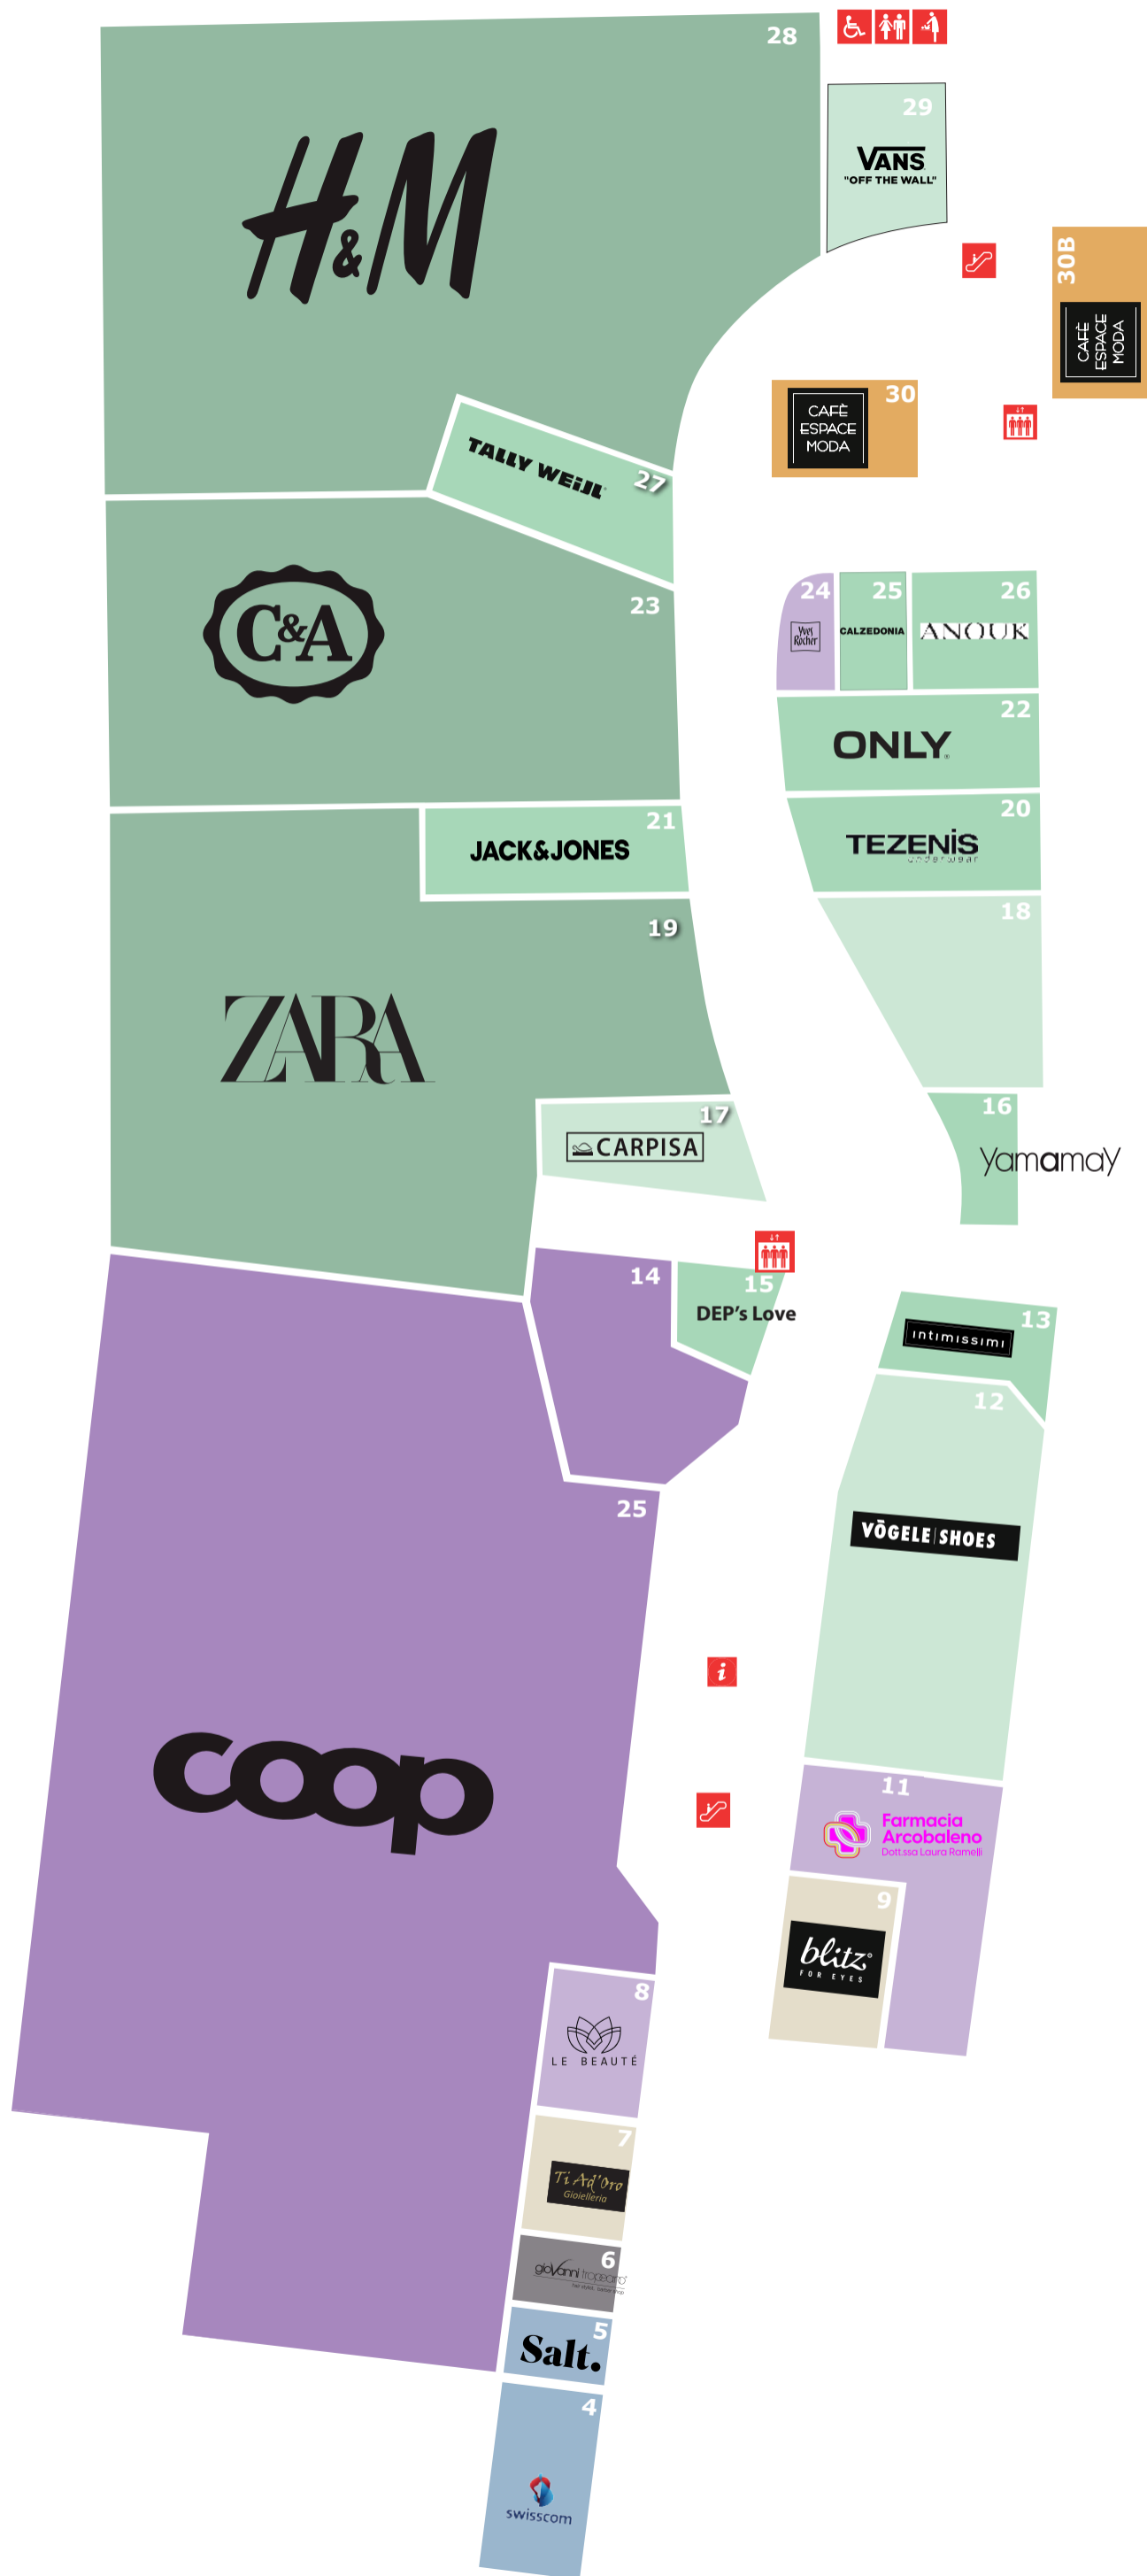 28
H&M
29
VANS
"OFF THE WALL"
30B
CAFÈ
ESPACE
MODA
30
CAFÈ
ESPACE
MODA
27
TALLY WEiJL
23
C&A
24
Yves
Rocher
25
CALZEDONIA
26
ANOUK
22
ONLY
21
JACK&JONES
20
TEZENIS
underwear
19
ZARA
18
17
CARPISA
16
yamamay
14
15
DEP's Love
13
intimissimi
12
VÖGELE SHOES
25
coop
i
11
Farmacia
Arcobaleno
Dott.ssa Laura Ramelli
9
blitz
FOR EYES
8
LE BEAUTÉ
7
Ti Ad'Oro
Gioielleria
6
giovanni tropeano
5
Salt.
4
swisscom